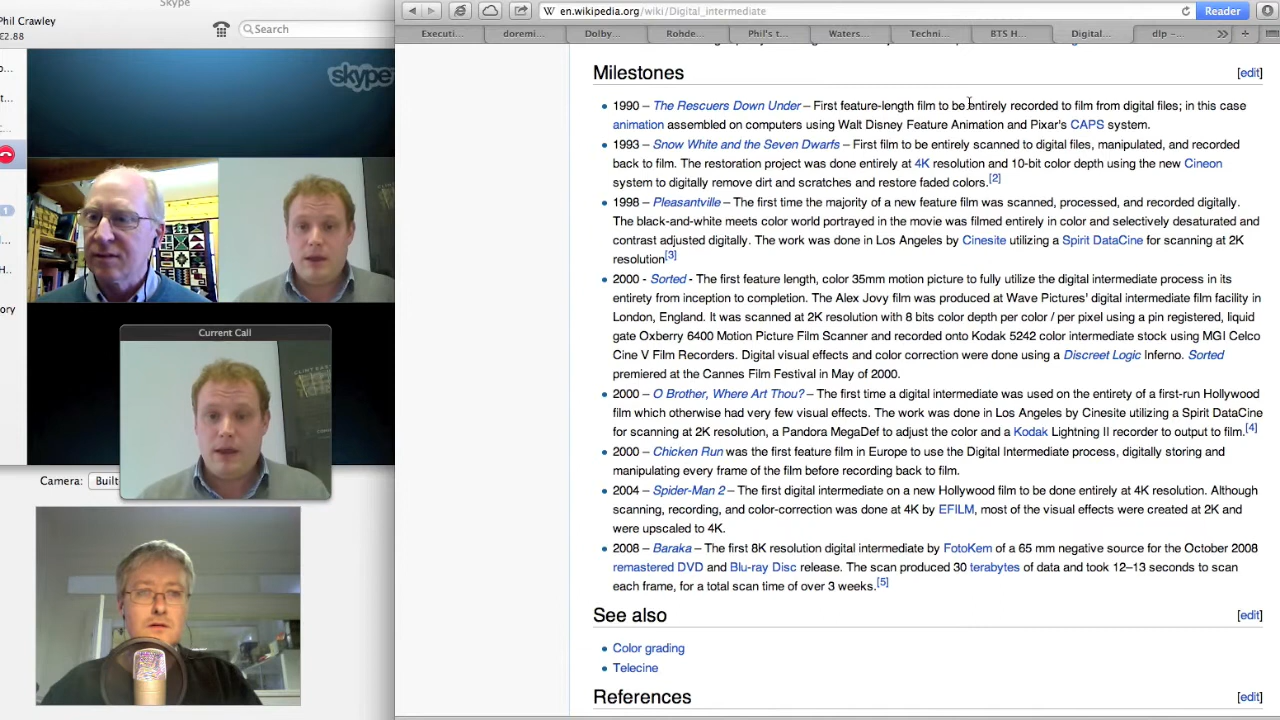 Skype
Phil Crawley
£2.88
Search
skype
ory
Current Call
Camera:
Built
en.wikipedia.org/wiki/Digital_intermediate
Reader
Executi...
doremi...
Dolby...
Rohde...
Phil's t...
Waters...
Techni...
BTS H...
Digital...
dlp –...
Milestones [edit]
1990 – The Rescuers Down Under – First feature-length film to be entirely recorded to film from digital files; in this case
animation assembled on computers using Walt Disney Feature Animation and Pixar's CAPS system.
1993 – Snow White and the Seven Dwarfs – First film to be entirely scanned to digital files, manipulated, and recorded
back to film. The restoration project was done entirely at 4K resolution and 10-bit color depth using the new Cineon
system to digitally remove dirt and scratches and restore faded colors.[2]
1998 – Pleasantville – The first time the majority of a new feature film was scanned, processed, and recorded digitally.
The black-and-white meets color world portrayed in the movie was filmed entirely in color and selectively desaturated and
contrast adjusted digitally. The work was done in Los Angeles by Cinesite utilizing a Spirit DataCine for scanning at 2K
resolution[3]
2000 - Sorted - The first feature length, color 35mm motion picture to fully utilize the digital intermediate process in its
entirety from inception to completion. The Alex Jovy film was produced at Wave Pictures' digital intermediate film facility in
London, England. It was scanned at 2K resolution with 8 bits color depth per color / per pixel using a pin registered, liquid
gate Oxberry 6400 Motion Picture Film Scanner and recorded onto Kodak 5242 color intermediate stock using MGI Celco
Cine V Film Recorders. Digital visual effects and color correction were done using a Discreet Logic Inferno. Sorted
premiered at the Cannes Film Festival in May of 2000.
2000 – O Brother, Where Art Thou? – The first time a digital intermediate was used on the entirety of a first-run Hollywood
film which otherwise had very few visual effects. The work was done in Los Angeles by Cinesite utilizing a Spirit DataCine
for scanning at 2K resolution, a Pandora MegaDef to adjust the color and a Kodak Lightning II recorder to output to film.[4]
2000 – Chicken Run was the first feature film in Europe to use the Digital Intermediate process, digitally storing and
manipulating every frame of the film before recording back to film.
2004 – Spider-Man 2 – The first digital intermediate on a new Hollywood film to be done entirely at 4K resolution. Although
scanning, recording, and color-correction was done at 4K by EFILM, most of the visual effects were created at 2K and
were upscaled to 4K.
2008 – Baraka – The first 8K resolution digital intermediate by FotoKem of a 65 mm negative source for the October 2008
remastered DVD and Blu-ray Disc release. The scan produced 30 terabytes of data and took 12–13 seconds to scan
each frame, for a total scan time of over 3 weeks.[5]
See also [edit]
Color grading
Telecine
References [edit]